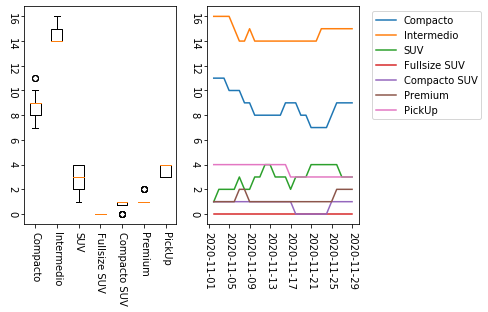 16
14
12
10
8
6
4
2
0
Compacto
Intermedio
SUV
Fullsize SUV
Compacto SUV
Premium
PickUp
16
14
12
10
8
6
4
2
0
2020-11-01
2020-11-05
2020-11-09
2020-11-13
2020-11-17
2020-11-21
2020-11-25
2020-11-29
Compacto
Intermedio
SUV
Fullsize SUV
Compacto SUV
Premium
PickUp